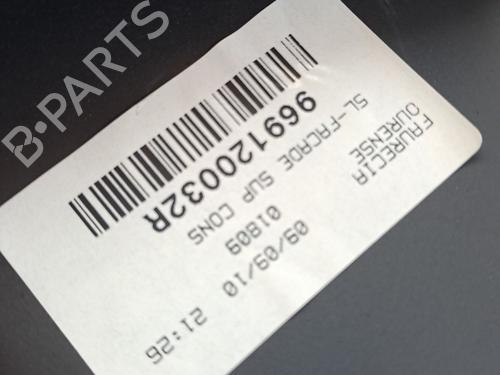 B-PARTS
FAURECIA
OURENSE
9691200032R
SL-FACADE SUP CONS
01809
09/09/10 21:26